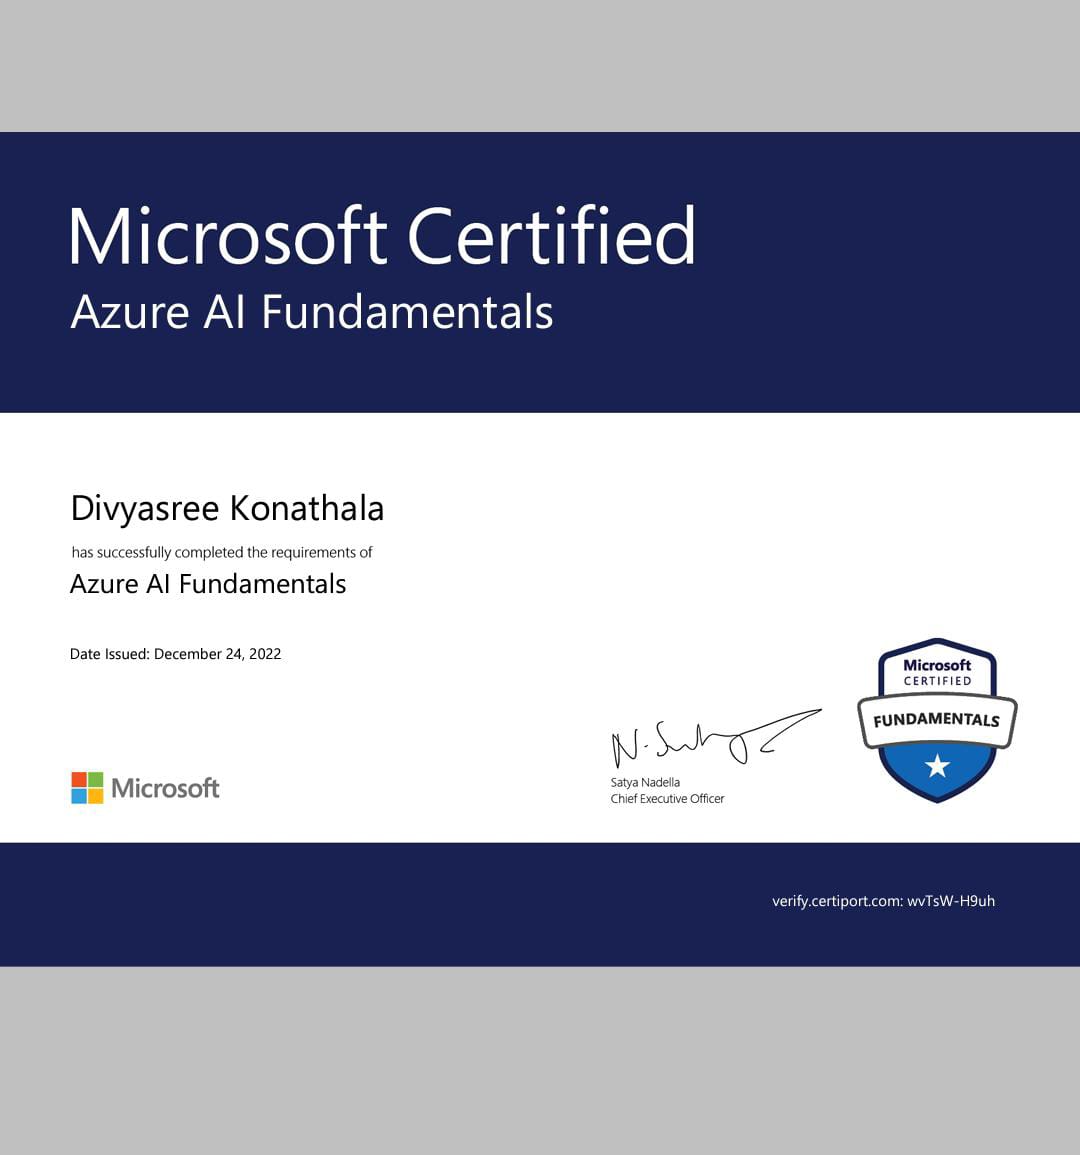 Microsoft Certified
Azure AI Fundamentals
Divyasree Konathala
has successfully completed the requirements of
Azure AI Fundamentals
Date Issued: December 24, 2022
Microsoft
CERTIFIED
FUNDAMENTALS
N. Satya
Satya Nadella
Chief Executive Officer
Microsoft
verify.certiport.com: wvTsW-H9uh